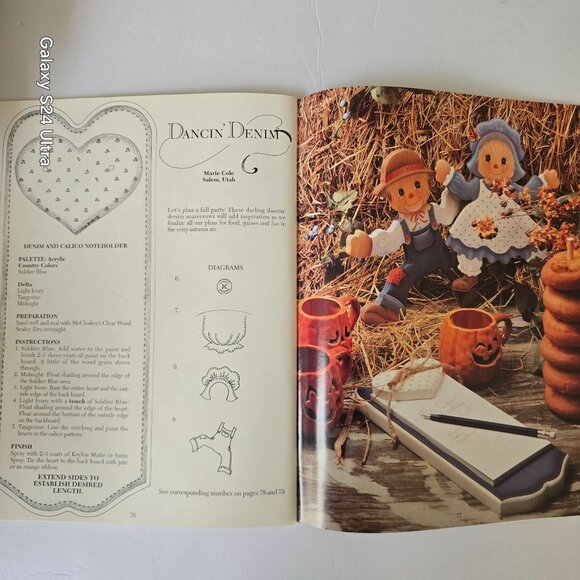 Galaxy S24 Ultra
DENIM AND CALICO NOTEHOLDER
PALETTE: Acrylic
Country Colors
Soldier Blue
Delta
Light Ivory
Tangerine
Midnight
PREPARATION
Sand well and seal with McCloskey's Clear Wood
Sealer. Dry overnight.
INSTRUCTIONS
1. Soldier Blue: Add water to the paint and
brush 2-3 sheer coats of paint on the back
board. A little of the wood grain shows
through.
2. Midnight: Float shading around the edge of
the Soldier Blue area.
3. Light Ivory: Base the entire heart and the out-
side edge of the back board.
4. Light Ivory with a touch of Soldier Blue:
Float shading around the edge of the heart.
Float around the bottom of the outside edge
on the backboard.
5. Tangerine: Line the stitching and paint the
hearts to the calico pattern.
FINISH
Spray with 2-3 coats of Krylon Matte or Satin
Spray. Tie the heart to the back board with jute
or an orange ribbon.
EXTEND SIDES TO
ESTABLISH DESIRED
LENGTH.
76
DANCIN' DENIM
Marie Cole
Salem, Utah
Let's plan a fall party. These darling dancin'
denim scarecrows will add inspiration as we
finalize all our plans for food, games and fun in
the crisp autumn air.
DIAGRAMS
6.
7.
8.
9.
See corresponding number on pages 78 and 79
77